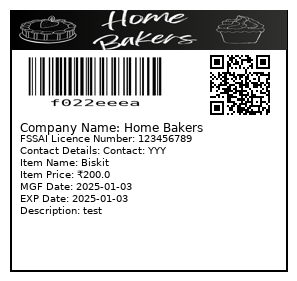 Home
Bakers
f022eeea
Company Name: Home Bakers
FSSAI Licence Number: 123456789
Contact Details: Contact: YYY
Item Name: Biskit
Item Price: ₹200.0
MGF Date: 2025-01-03
EXP Date: 2025-01-03
Description: test